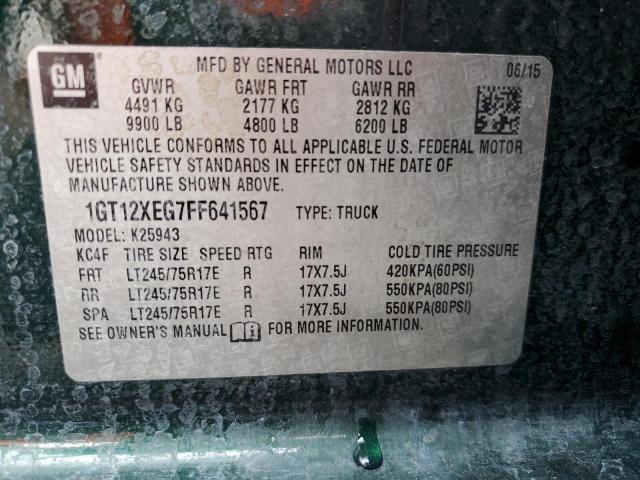 GM
MFD BY GENERAL MOTORS LLC 06/15
GVWR GAWR FRT GAWR RR
4491 KG 2177 KG 2812 KG
9900 LB 4800 LB 6200 LB
THIS VEHICLE CONFORMS TO ALL APPLICABLE U.S. FEDERAL MOTOR
VEHICLE SAFETY STANDARDS IN EFFECT ON THE DATE OF
MANUFACTURE SHOWN ABOVE.
1GT12XEG7FF641567 TYPE: TRUCK
MODEL: K25943
KC4F TIRE SIZE SPEED RTG RIM COLD TIRE PRESSURE
FRT LT245/75R17E R 17X7.5J 420KPA(60PSI)
RR LT245/75R17E R 17X7.5J 550KPA(80PSI)
SPA LT245/75R17E R 17X7.5J 550KPA(80PSI)
SEE OWNER'S MANUAL FOR MORE INFORMATION.